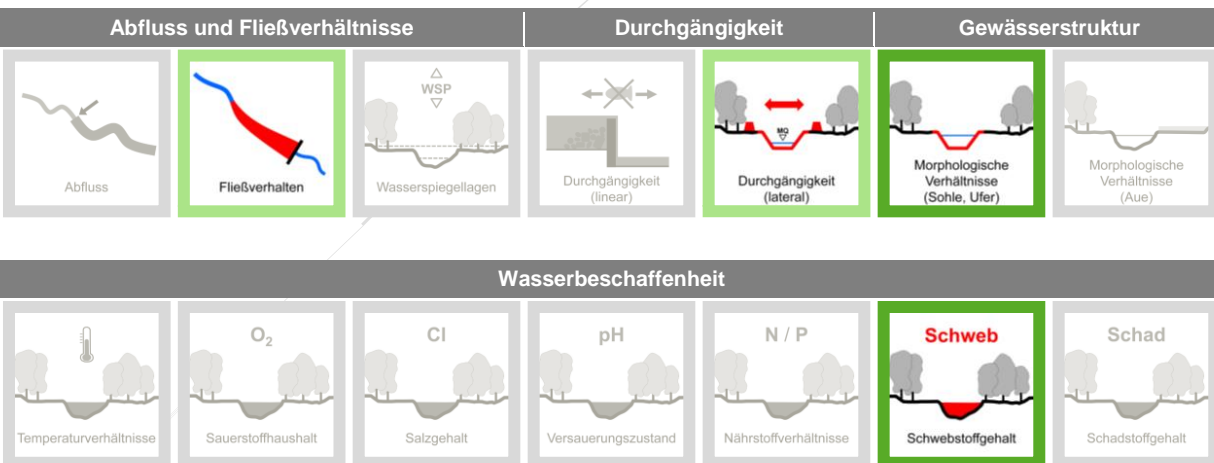 Abfluss und Fließverhältnisse
Durchgängigkeit
Gewässerstruktur
Abfluss
Fließverhalten
WSP
Wasserspiegellagen
Durchgängigkeit
(linear)
MQ
Durchgängigkeit
(lateral)
Morphologische
Verhältnisse
(Sohle, Ufer)
Morphologische
Verhältnisse
(Aue)
Wasserbeschaffenheit
Temperaturverhältnisse
O₂
Sauerstoffhaushalt
Cl
Salzgehalt
pH
Versauerungszustand
N / P
Nährstoffverhältnisse
Schweb
Schwebstoffgehalt
Schad
Schadstoffgehalt